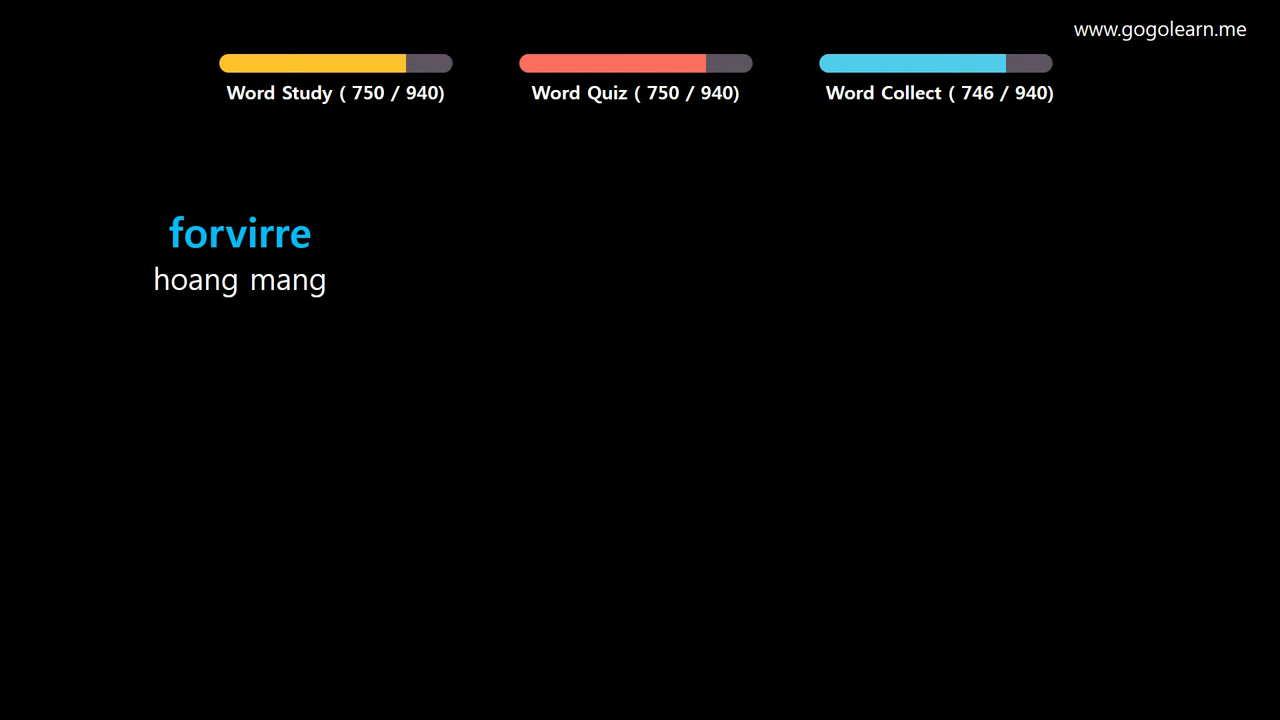 www.gogolearn.me
Word Study ( 750 / 940)
Word Quiz ( 750 / 940)
Word Collect ( 746 / 940)
forvirre
hoang mang